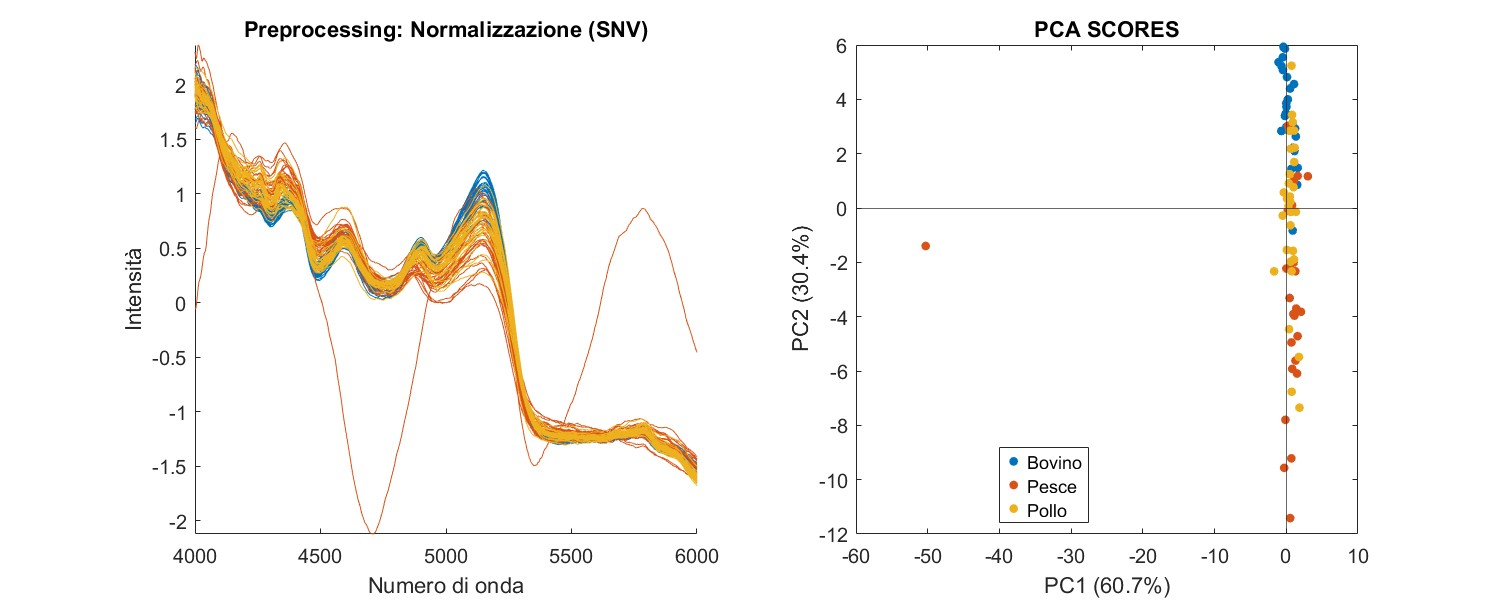 Preprocessing: Normalizzazione (SNV)
2
1.5
1
0.5
0
-0.5
-1
-1.5
-2
Intensità
4000 4500 5000 5500 6000
Numero di onda
PCA SCORES
6
4
2
0
-2
-4
-6
-8
-10
-12
PC2 (30.4%)
Bovino
Pesce
Pollo
-60 -50 -40 -30 -20 -10 0 10
PC1 (60.7%)